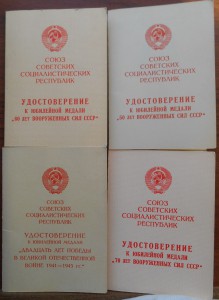 СОЮЗ
СОВЕТСКИХ
СОЦИАЛИСТИЧЕСКИХ
РЕСПУБЛИК
УДОСТОВЕРЕНИЕ
К ЮБИЛЕЙНОЙ МЕДАЛИ
„50 ЛЕТ ВООРУЖЕННЫХ СИЛ СССР“
СОЮЗ
СОВЕТСКИХ
СОЦИАЛИСТИЧЕСКИХ
РЕСПУБЛИК
УДОСТОВЕРЕНИЕ
К ЮБИЛЕЙНОЙ МЕДАЛИ
„50 ЛЕТ ВООРУЖЕННЫХ СИЛ СССР“
СОЮЗ
СОВЕТСКИХ
СОЦИАЛИСТИЧЕСКИХ
РЕСПУБЛИК
УДОСТОВЕРЕНИЕ
К ЮБИЛЕЙНОЙ МЕДАЛИ
„ДВАДЦАТЬ ЛЕТ ПОБЕДЫ
В ВЕЛИКОЙ ОТЕЧЕСТВЕННОЙ
ВОЙНЕ 1941—1945 гг.“
СОЮЗ
СОВЕТСКИХ
СОЦИАЛИСТИЧЕСКИХ
РЕСПУБЛИК
УДОСТОВЕРЕНИЕ
К ЮБИЛЕЙНОЙ МЕДАЛИ
„70 ЛЕТ ВООРУЖЕННЫХ СИЛ СССР“